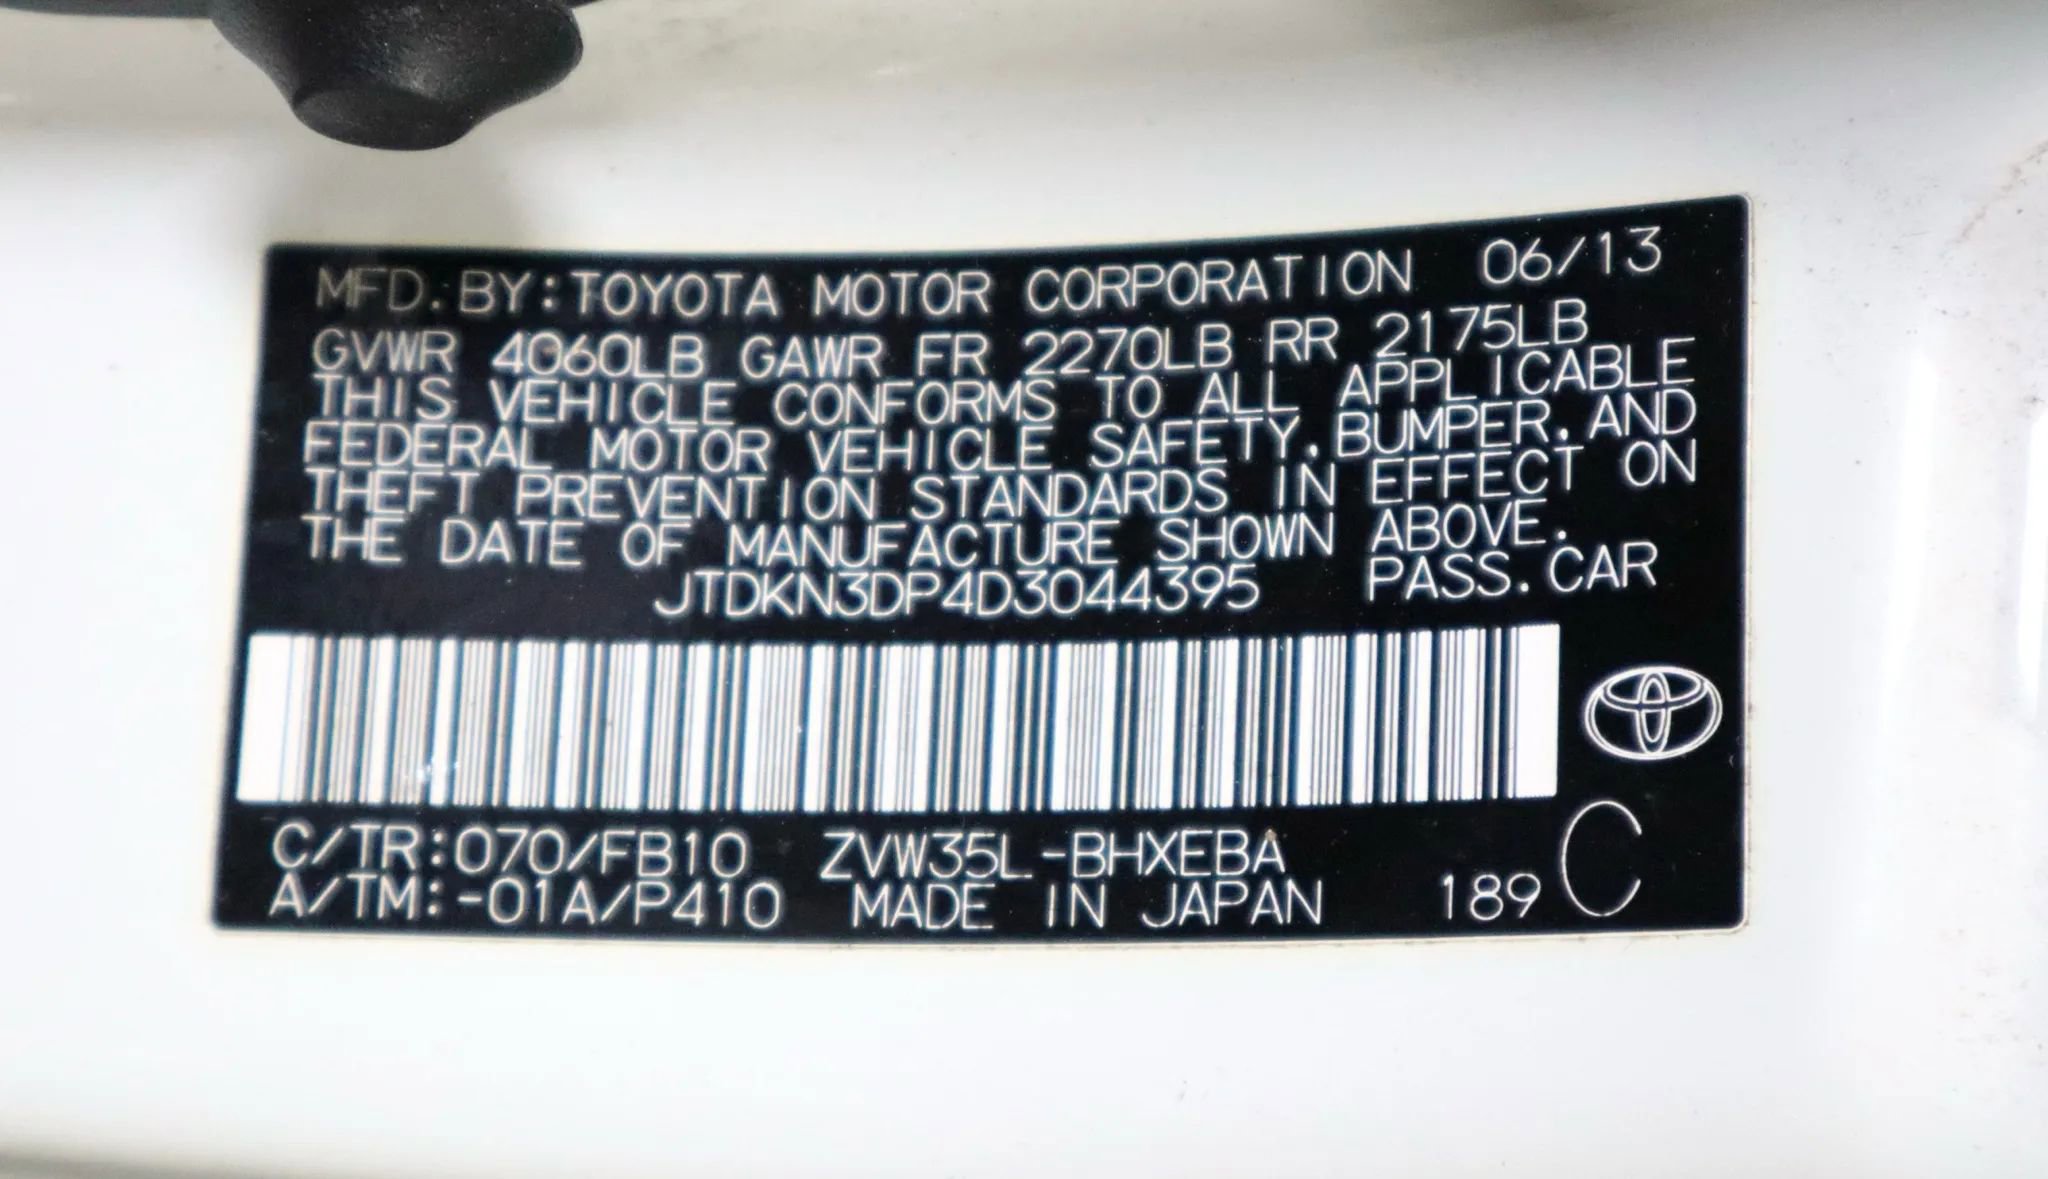 MFD. BY: TOYOTA MOTOR CORPORATION 06/13
GVWR 4060LB GAWR FR 2270LB RR 2175LB
THIS VEHICLE CONFORMS TO ALL APPLICABLE
FEDERAL MOTOR VEHICLE SAFETY, BUMPER, AND
THEFT PREVENTION STANDARDS IN EFFECT ON
THE DATE OF MANUFACTURE SHOWN ABOVE.
JTDKN3DP4D3044395 PASS. CAR
C/TR: 070/FB10 ZVW35L-BHXEBA
A/TM: -01A/P410 MADE IN JAPAN 189 C